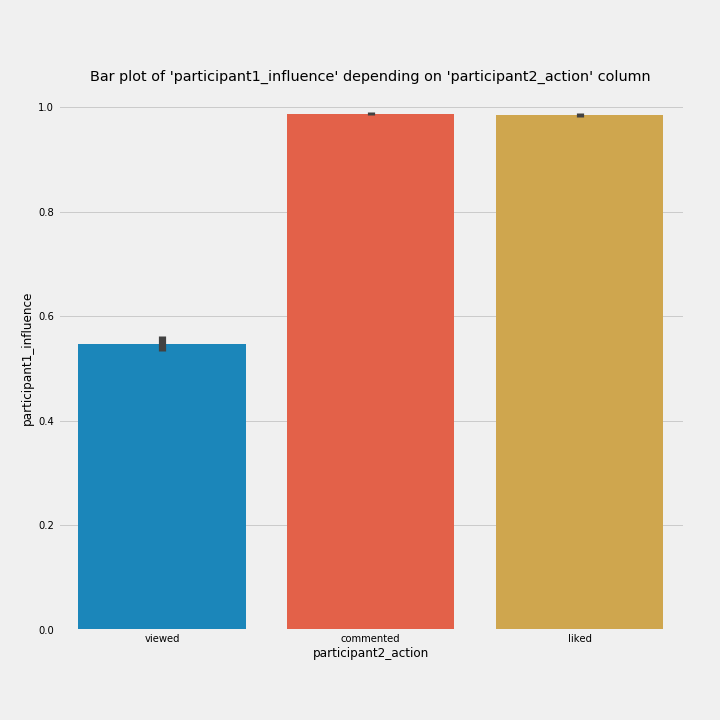 Bar plot of 'participant1_influence' depending on 'participant2_action' column
1.0
0.8
0.6
0.4
0.2
0.0
participant1_influence
viewed
commented
liked
participant2_action